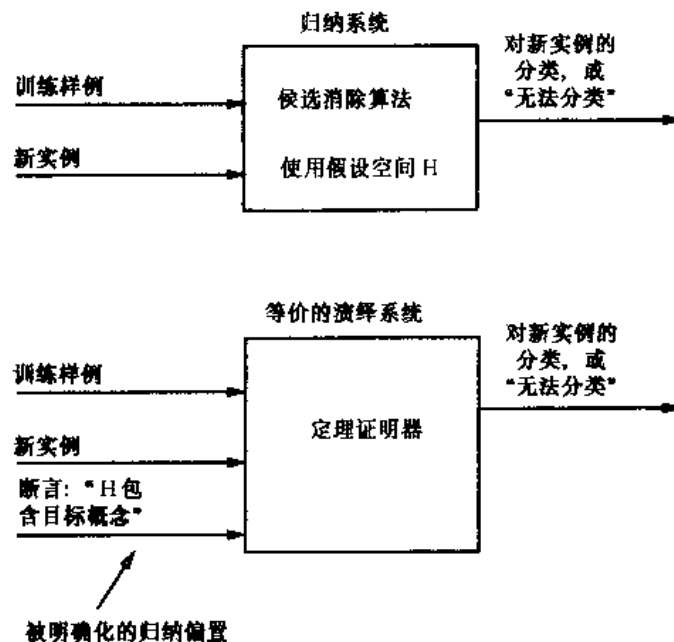 归纳系统
训练样例
新实例
候选消除算法
使用假设空间 H
对新实例的
分类，或
“无法分类”
等价的演绎系统
训练样例
新实例
断言：“H包
含目标概念”
定理证明器
对新实例的
分类，或
“无法分类”
被明确化的归纳偏置